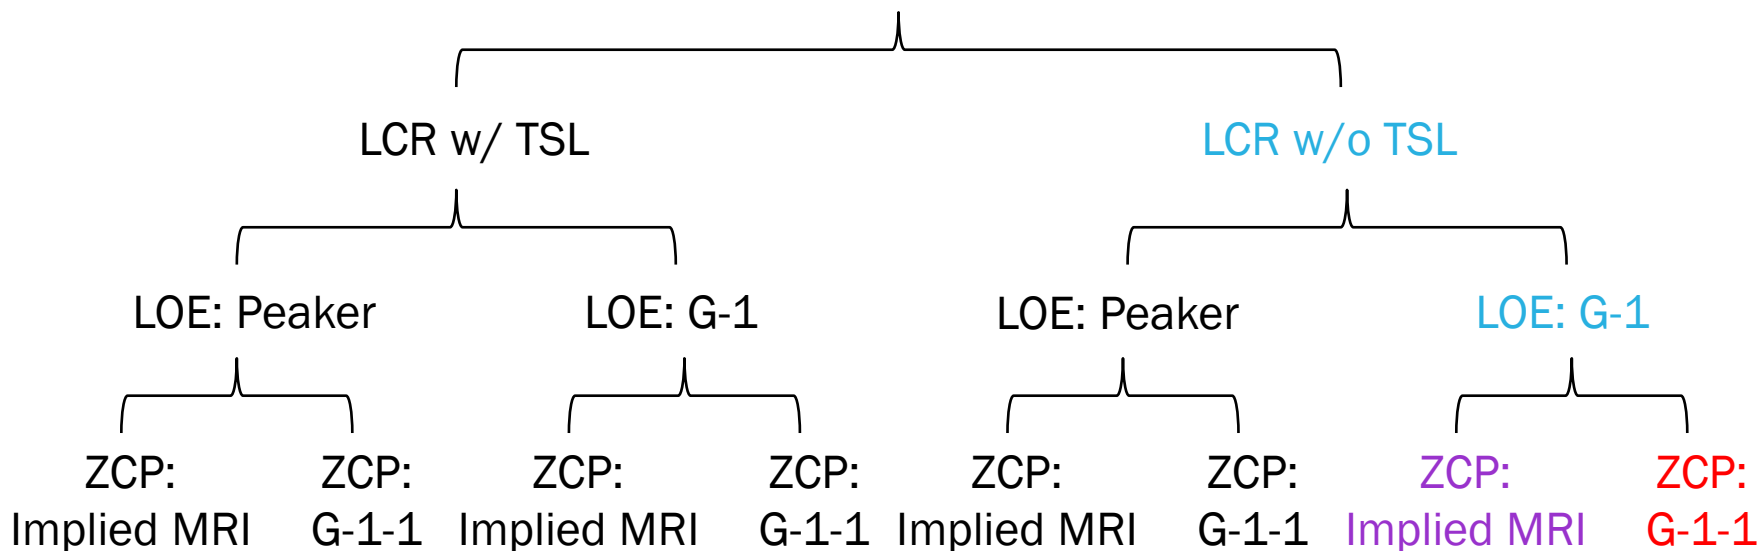 LCR w/ TSL
LCR w/o TSL
LOE: Peaker
LOE: G-1
LOE: Peaker
LOE: G-1
ZCP:
Implied MRI
ZCP:
G-1-1
ZCP:
Implied MRI
ZCP:
G-1-1
ZCP:
Implied MRI
ZCP:
G-1-1
ZCP:
Implied MRI
ZCP:
G-1-1